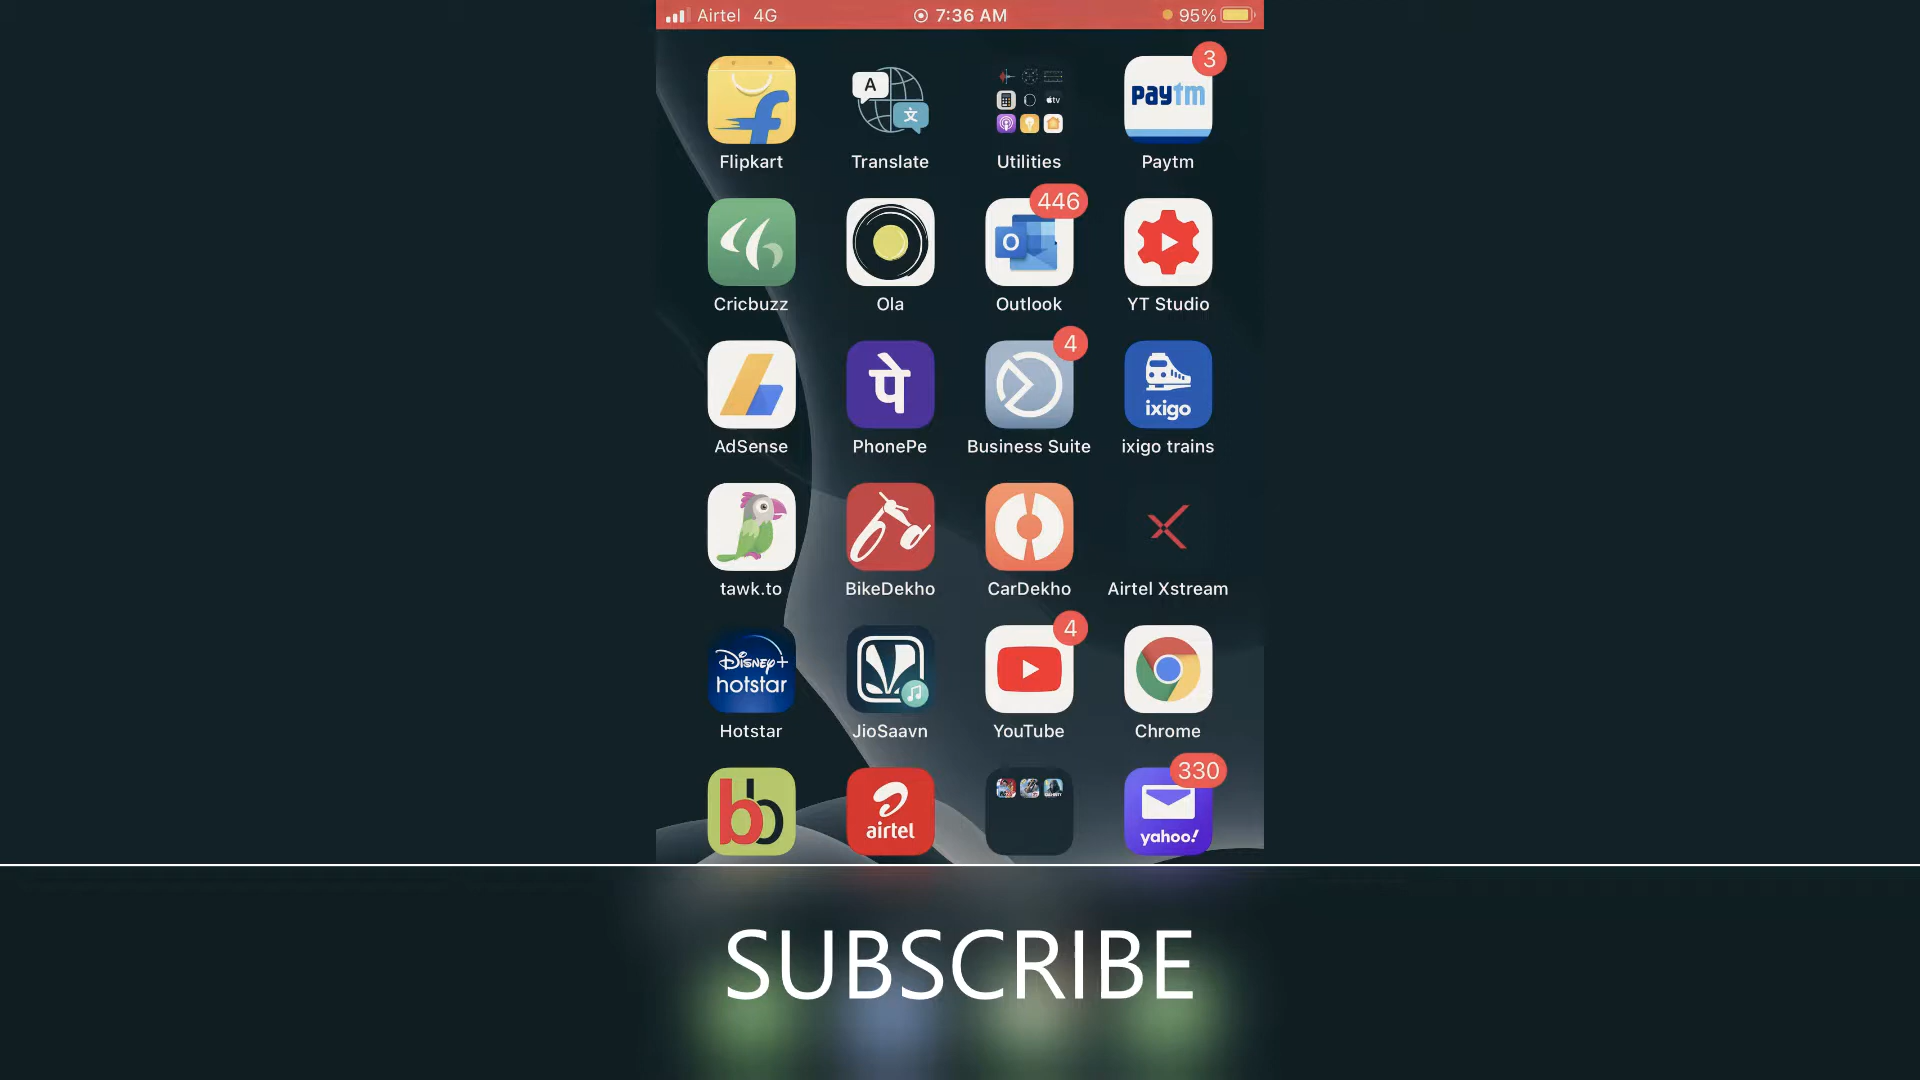 Airtel 4G 7:36 AM 95%
3
A
文
paytm
Flipkart Translate Utilities Paytm
446
O
Cricbuzz Ola Outlook YT Studio
4
पे
ixigo
AdSense PhonePe Business Suite ixigo trains
tawk.to BikeDekho CarDekho Airtel Xstream
4
Disney+
hotstar
Hotstar JioSaavn YouTube Chrome
330
bb
airtel
yahoo!
SUBSCRIBE